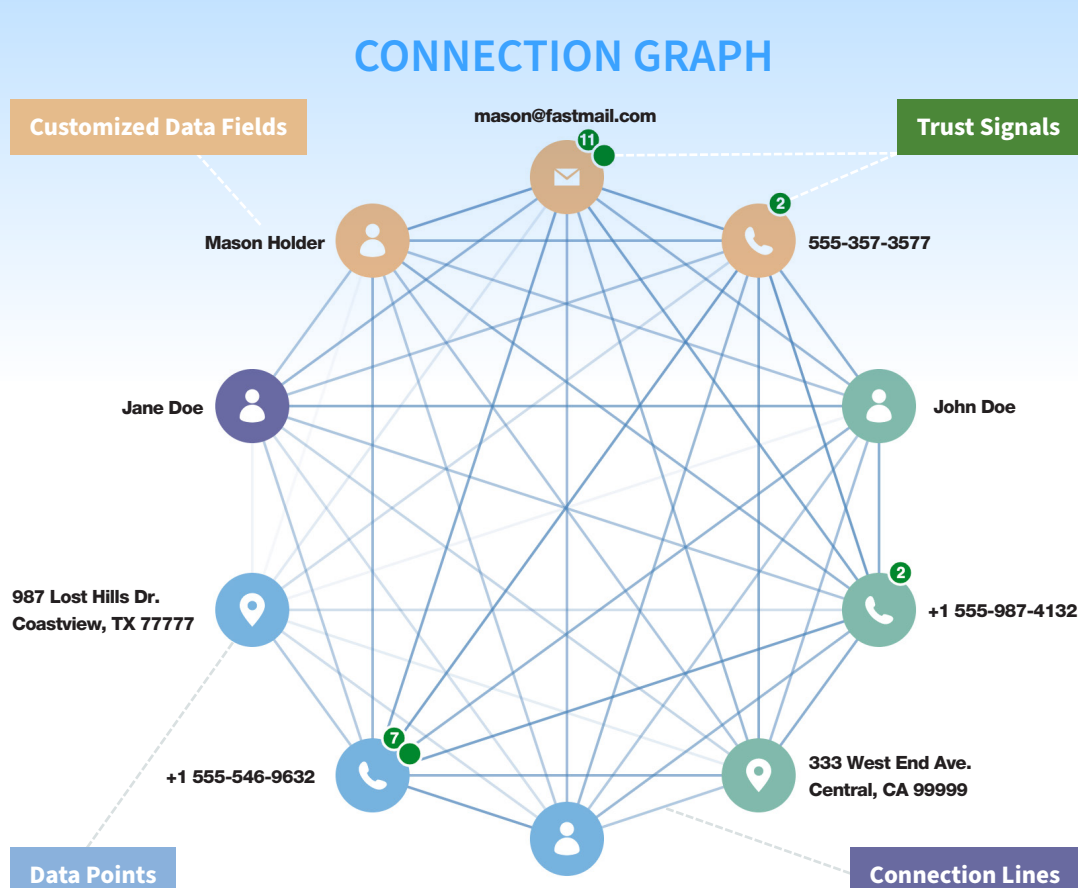 CONNECTION GRAPH
Customized Data Fields
mason@fastmail.com
Trust Signals
11
2
Mason Holder
555-357-3577
Jane Doe
John Doe
2
987 Lost Hills Dr.
Coastview, TX 77777
+1 555-987-4132
7
+1 555-546-9632
333 West End Ave.
Central, CA 99999
Data Points
Connection Lines